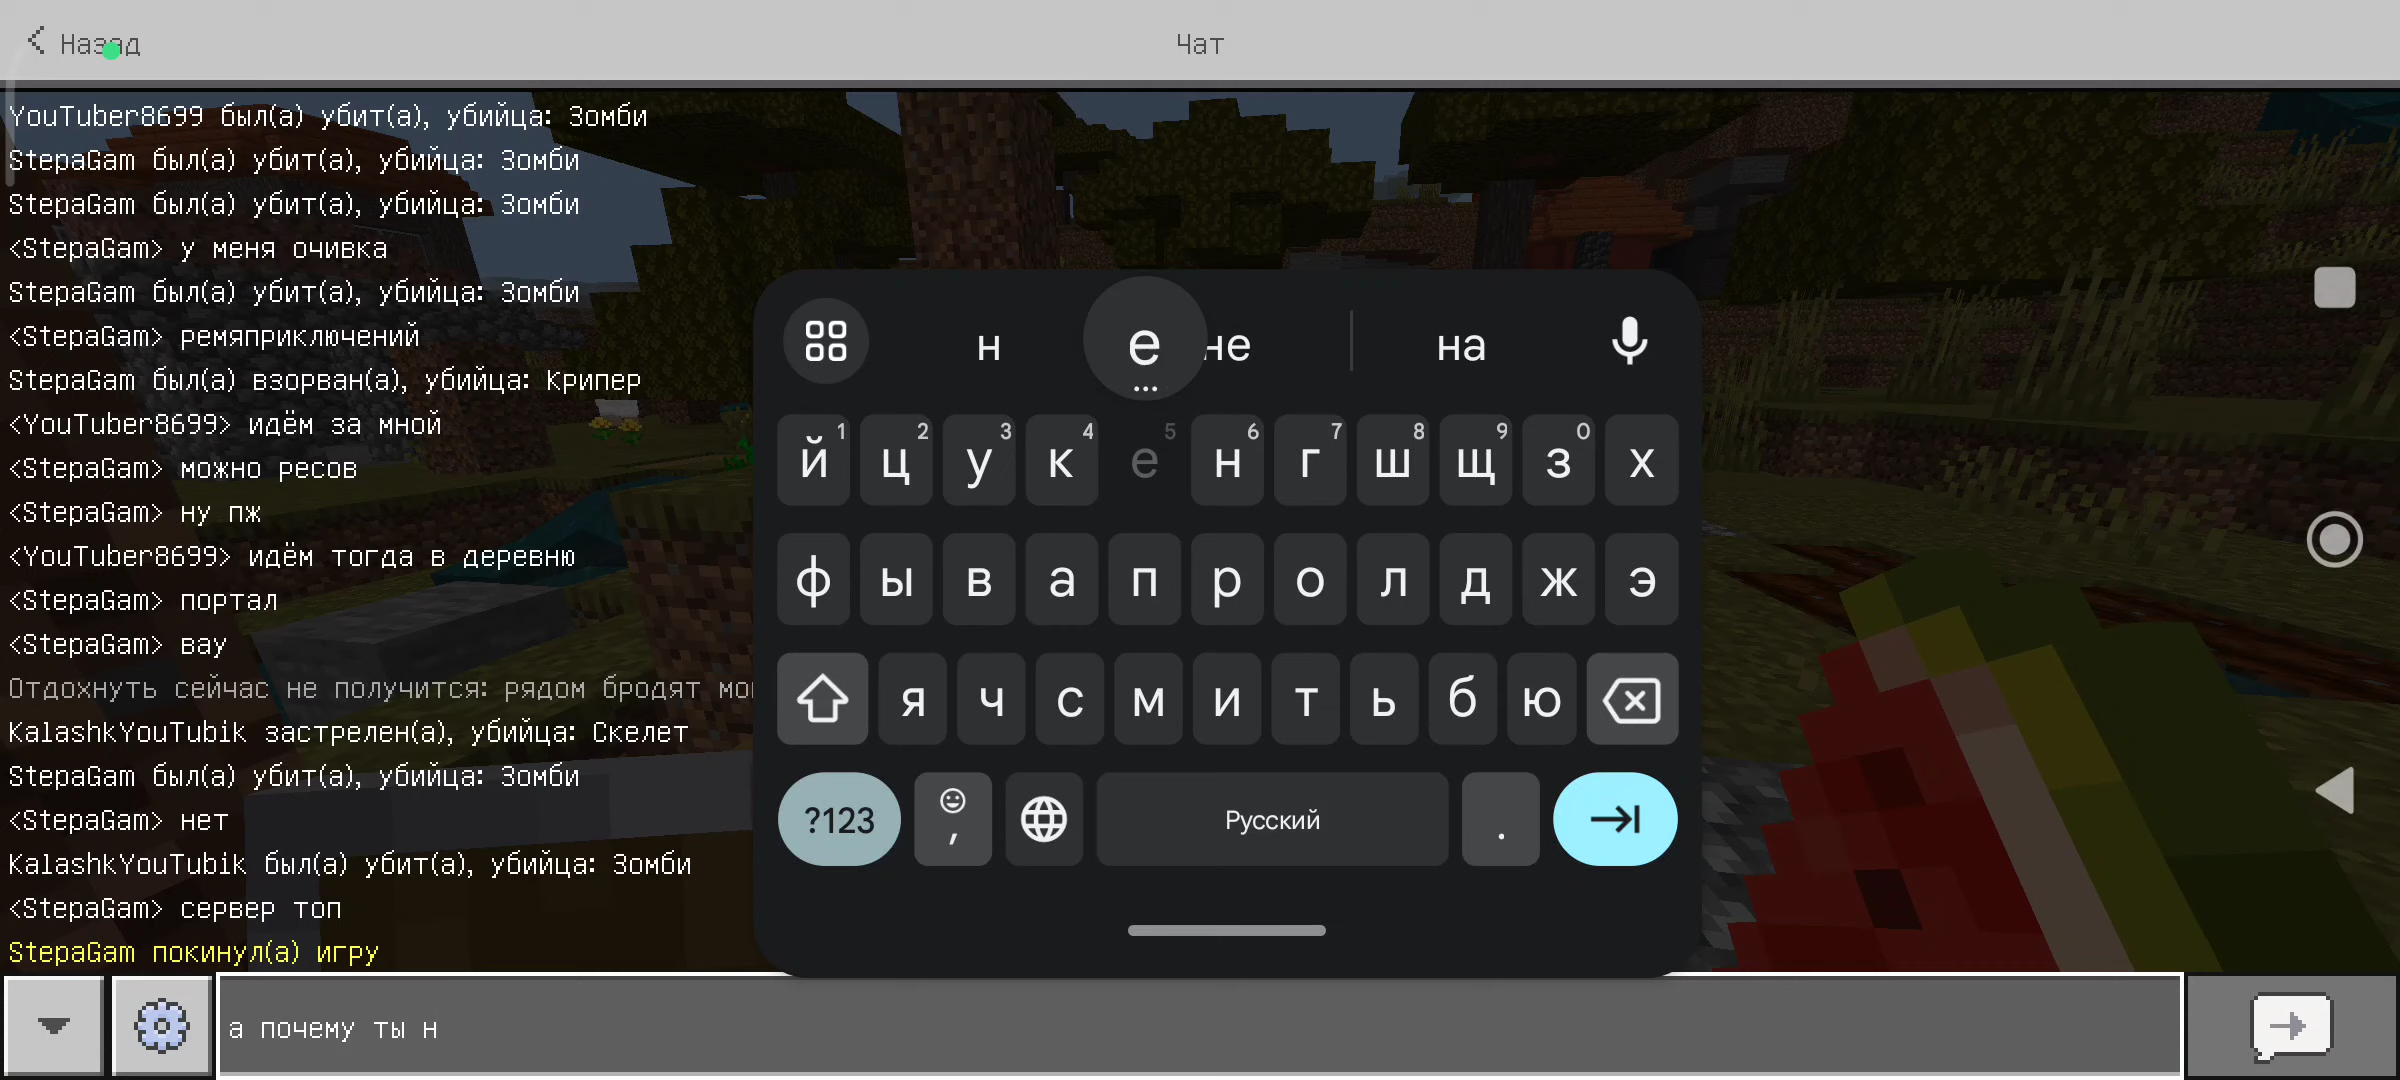 Назад
Чат
YouTuber8699 был(а) убит(а), убийца: Зомби
StepaGam был(а) убит(а), убийца: Зомби
StepaGam был(а) убит(а), убийца: Зомби
<StepaGam> у меня очивка
StepaGam был(а) убит(а), убийца: Зомби
<StepaGam> ремяприключений
StepaGam был(а) взорван(а), убийца: Крипер
<YouTuber8699> идём за мной
<StepaGam> можно ресов
<StepaGam> ну пж
<YouTuber8699> идём тогда в деревню
<StepaGam> портал
<StepaGam> вау
Отдохнуть сейчас не получится: рядом бродят
KalashkYouTubik застрелен(а), убийца: Скелет
StepaGam был(а) убит(а), убийца: Зомби
<StepaGam> нет
KalashkYouTubik был(а) убит(а), убийца: Зомби
<StepaGam> сервер топ
StepaGam покинул(а) игру
н е не на
й 1 ц 2 у 3 к 4 е 5 н 6 г 7 ш 8 щ 9 з 0 х
ф ы в а п р о л д ж э
я ч с м и т ь б ю
?123 , Русский .
а почему ты н